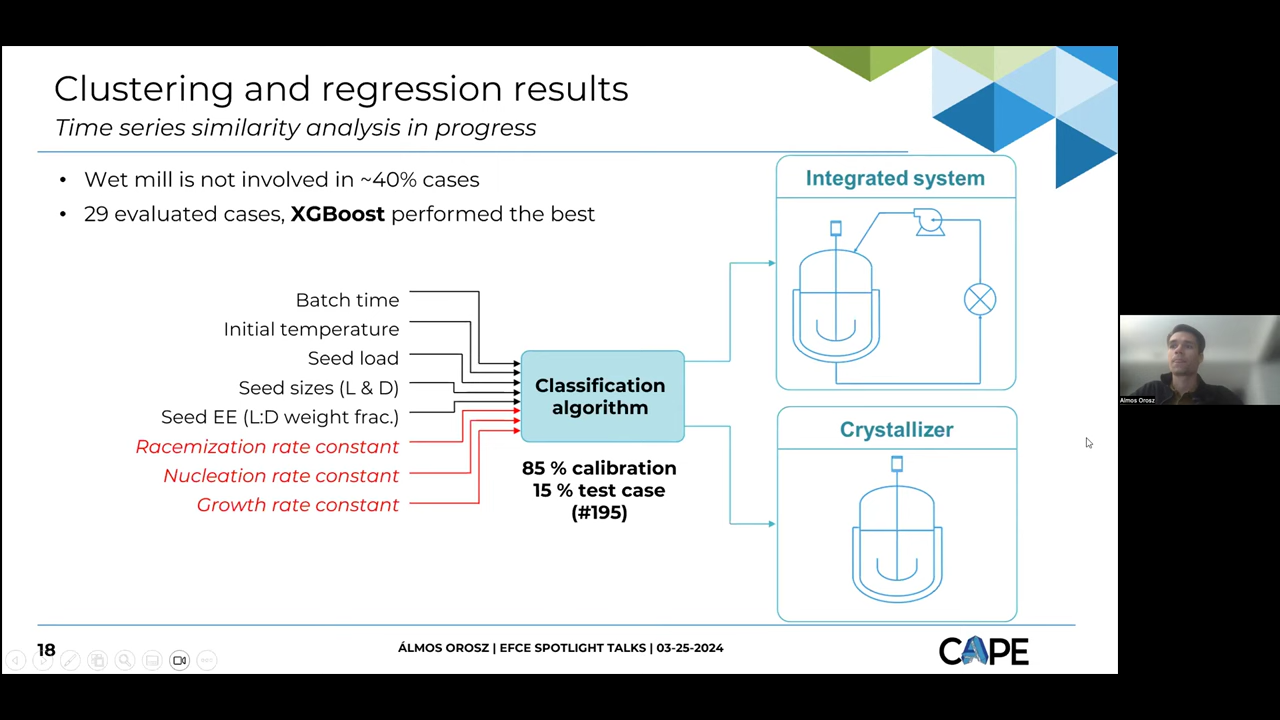 Clustering and regression results
Time series similarity analysis in progress
• Wet mill is not involved in ~40% cases
• 29 evaluated cases, XGBoost performed the best
Batch time
Initial temperature
Seed load
Seed sizes (L & D)
Seed EE (L:D weight frac.)
Racemization rate constant
Nucleation rate constant
Growth rate constant
Classification
algorithm
85 % calibration
15 % test case
(#195)
Integrated system
Crystallizer
18
ÁLMOS OROSZ | EFCE SPOTLIGHT TALKS | 03-25-2024
CAPE
Álmos Orosz